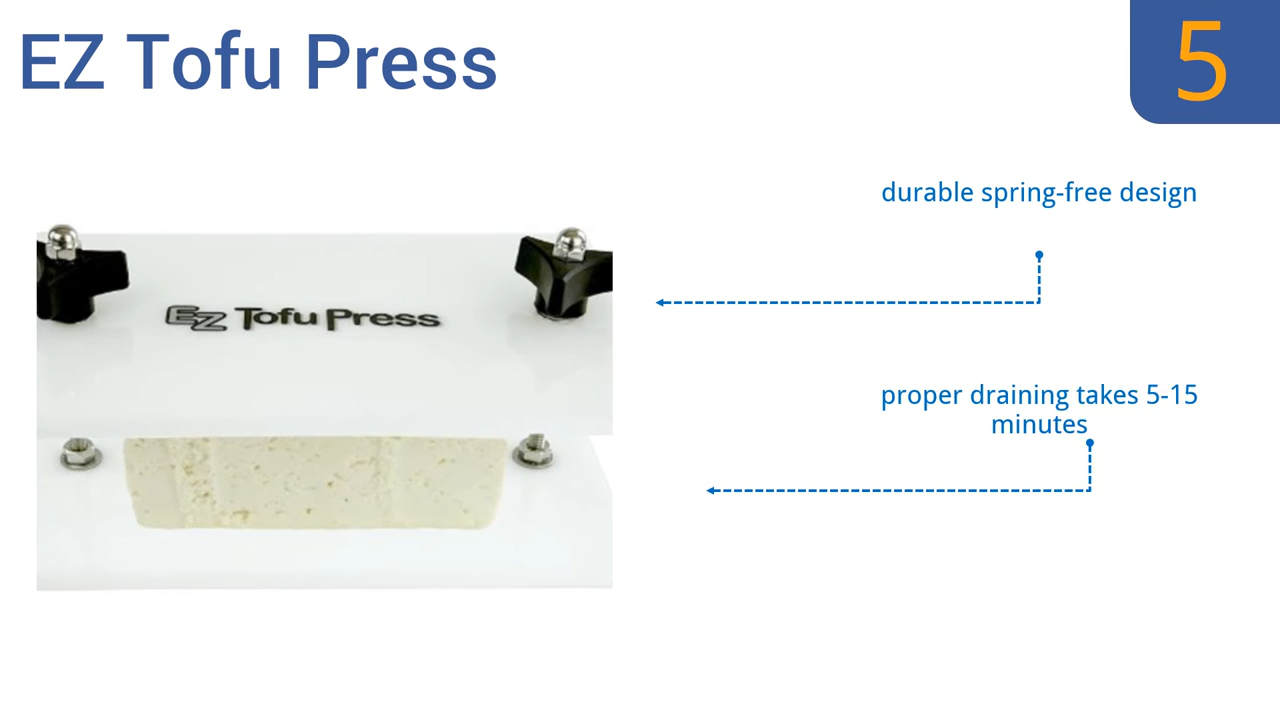 EZ Tofu Press
5
durable spring-free design
EZ Tofu Press
proper draining takes 5-15
minutes